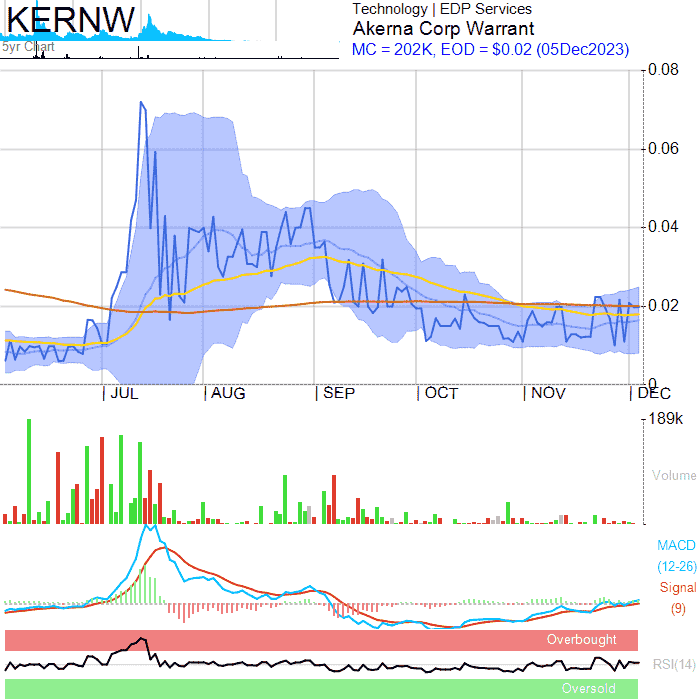 KERNW
5yr Chart
Technology | EDP Services
Akerna Corp Warrant
MC = 202K, EOD = $0.02 (05Dec2023)
0.08
0.06
0.04
0.02
0
JUL AUG SEP OCT NOV DEC
189k
Volume
MACD
(12-26)
Signal
(9)
Overbought
RSI(14)
Oversold